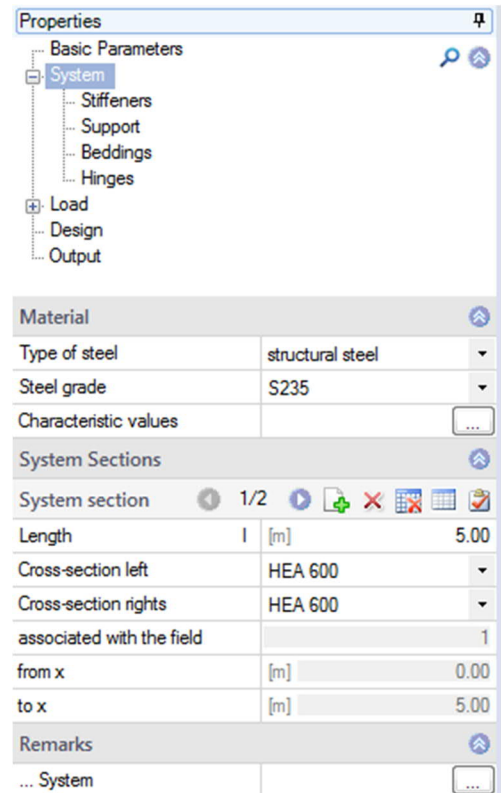 Properties
Basic Parameters
System
Stiffeners
Support
Beddings
Hinges
Load
Design
Output
Material
Type of steel structural steel
Steel grade S235
Characteristic values ...
System Sections
System section 1/2
Length l [m] 5.00
Cross-section left HEA 600
Cross-section rights HEA 600
associated with the field 1
from x [m] 0.00
to x [m] 5.00
Remarks
... System ...